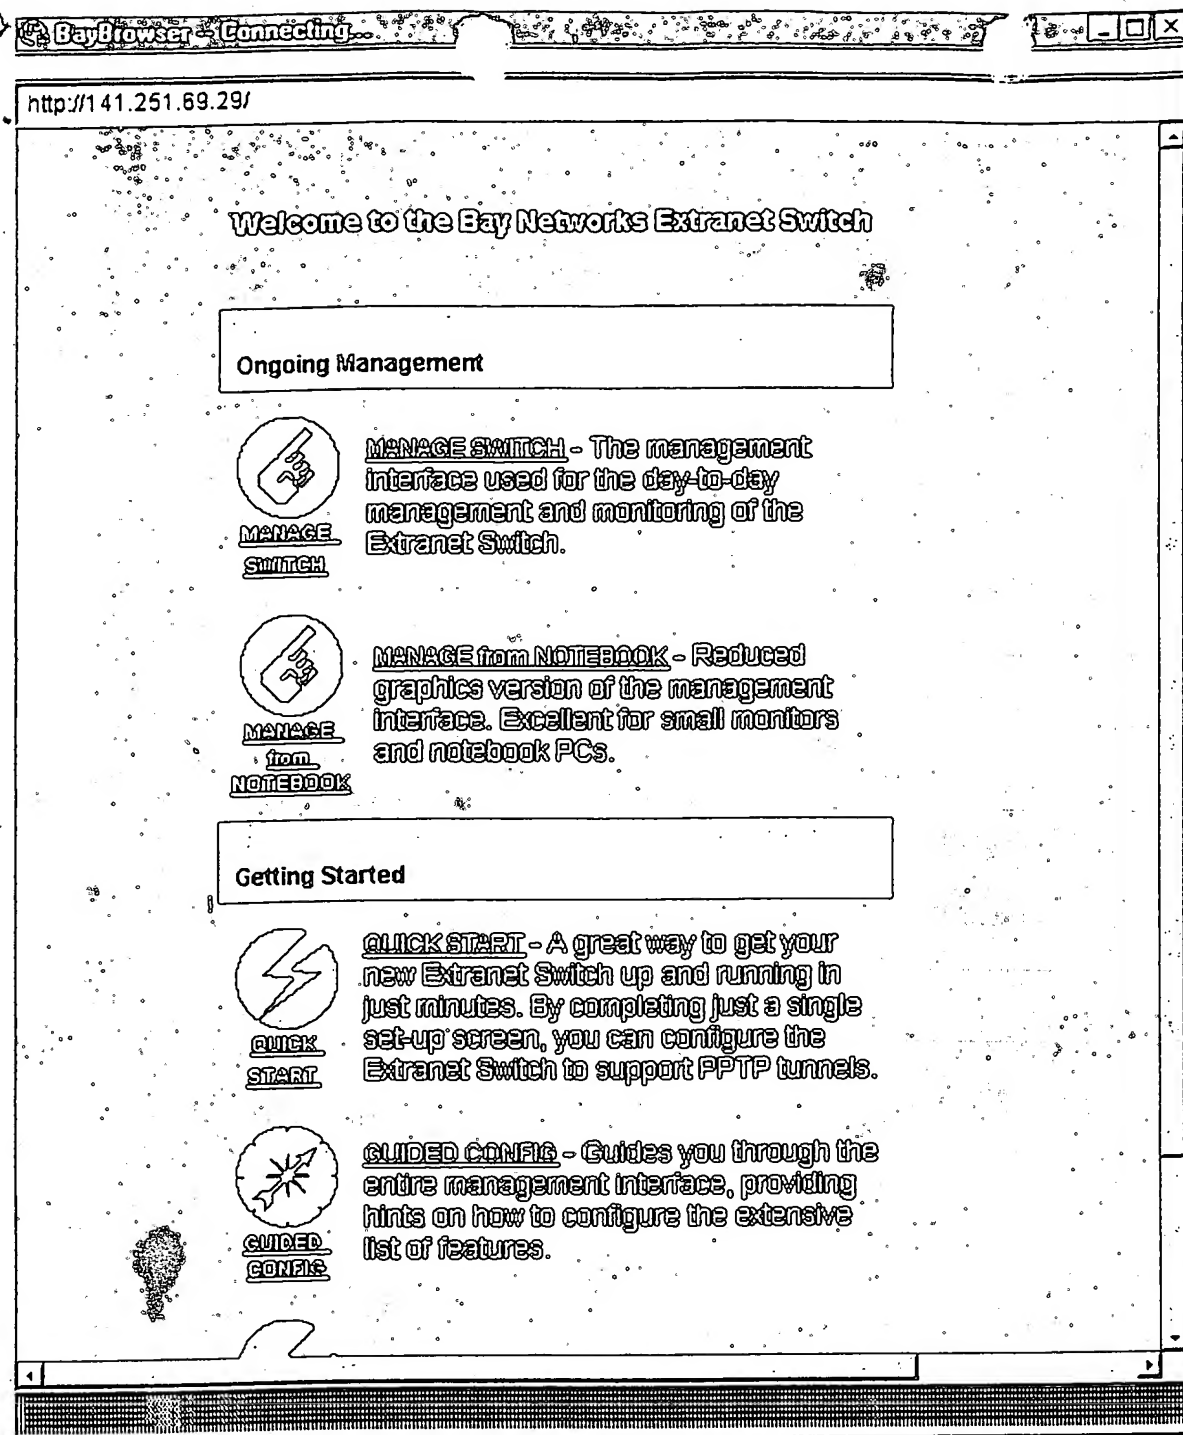 BayBrowser - Connecting...
http://141.251.69.29/
Welcome to the Bay Networks Extranet Switch
Ongoing Management
MANAGE SWITCH - The management
interface used for the day-to-day
management and monitoring of the
Extranet Switch.
MANAGE
SWITCH
MANAGE from NOTEBOOK - Reduced
graphics version of the management
interface. Excellent for small monitors
and notebook PCs.
MANAGE
from
NOTEBOOK
Getting Started
QUICK START - A great way to get your
new Extranet Switch up and running in
just minutes. By completing just a single
set-up screen, you can configure the
Extranet Switch to support PPTP tunnels.
QUICK
START
GUIDED CONFIG - Guides you through the
entire management interface, providing
hints on how to configure the extensive
list of features.
GUIDED
CONFIG